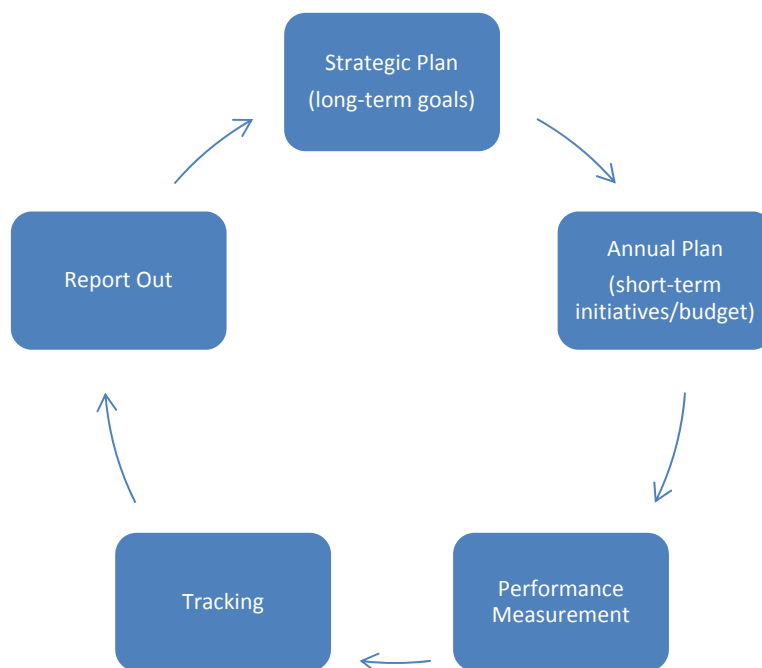 Strategic Plan
(long-term goals)
Annual Plan
(short-term
initiatives/budget)
Performance
Measurement
Tracking
Report Out